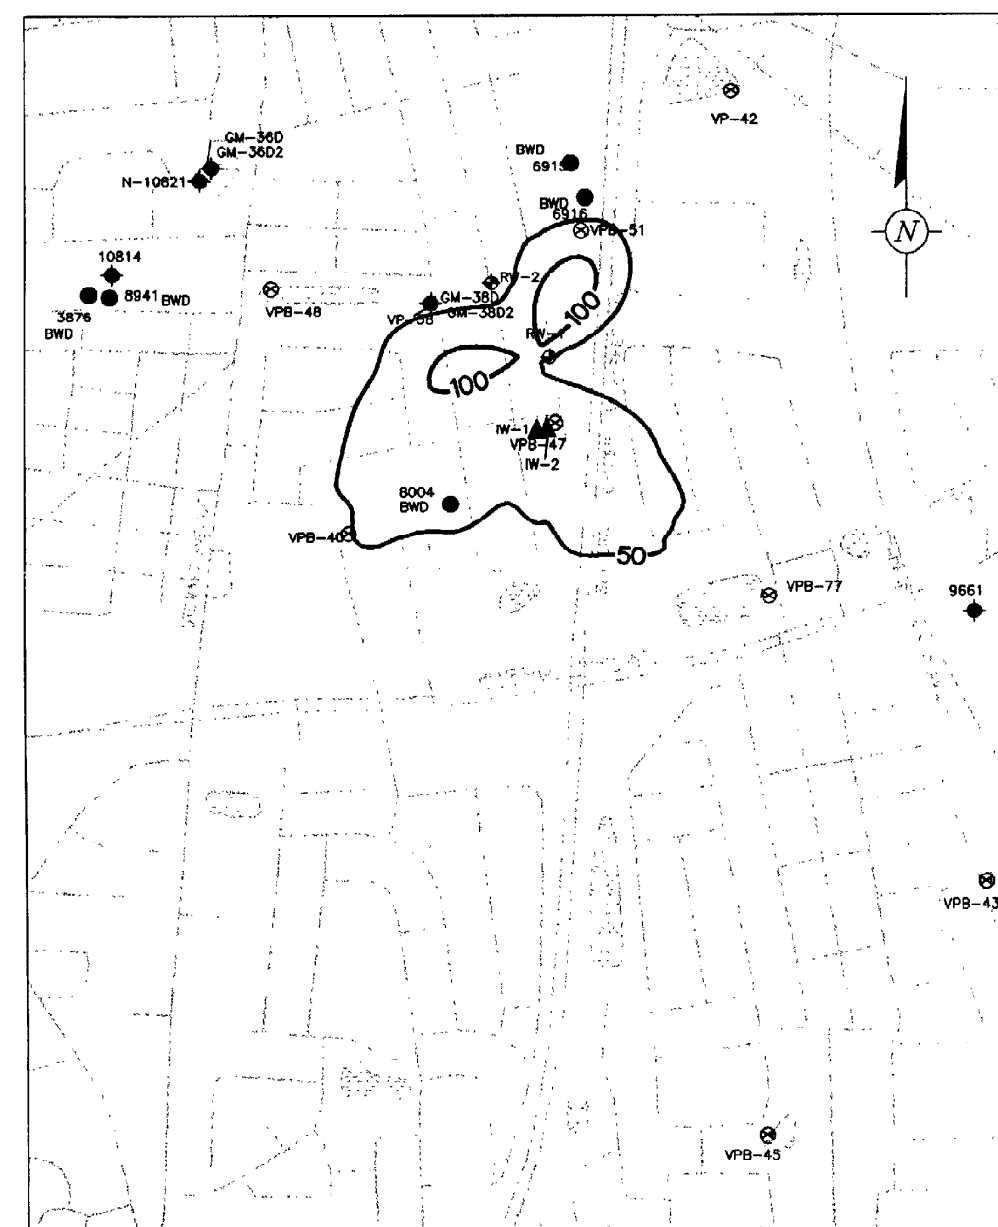 VP-42
GM-36D
GM-36D2
N-10621
BWD
6915
BWD
6916
VPB-51
N
10814
8941 BWD
3876
BWD
VPB-48
RW-2
GM-38D
GM-38D2
100
RW-1
100
IW-1
VPB-47
IW-2
8004
BWD
VPB-40
50
VPB-77
9661
VPB-43
VPB-45